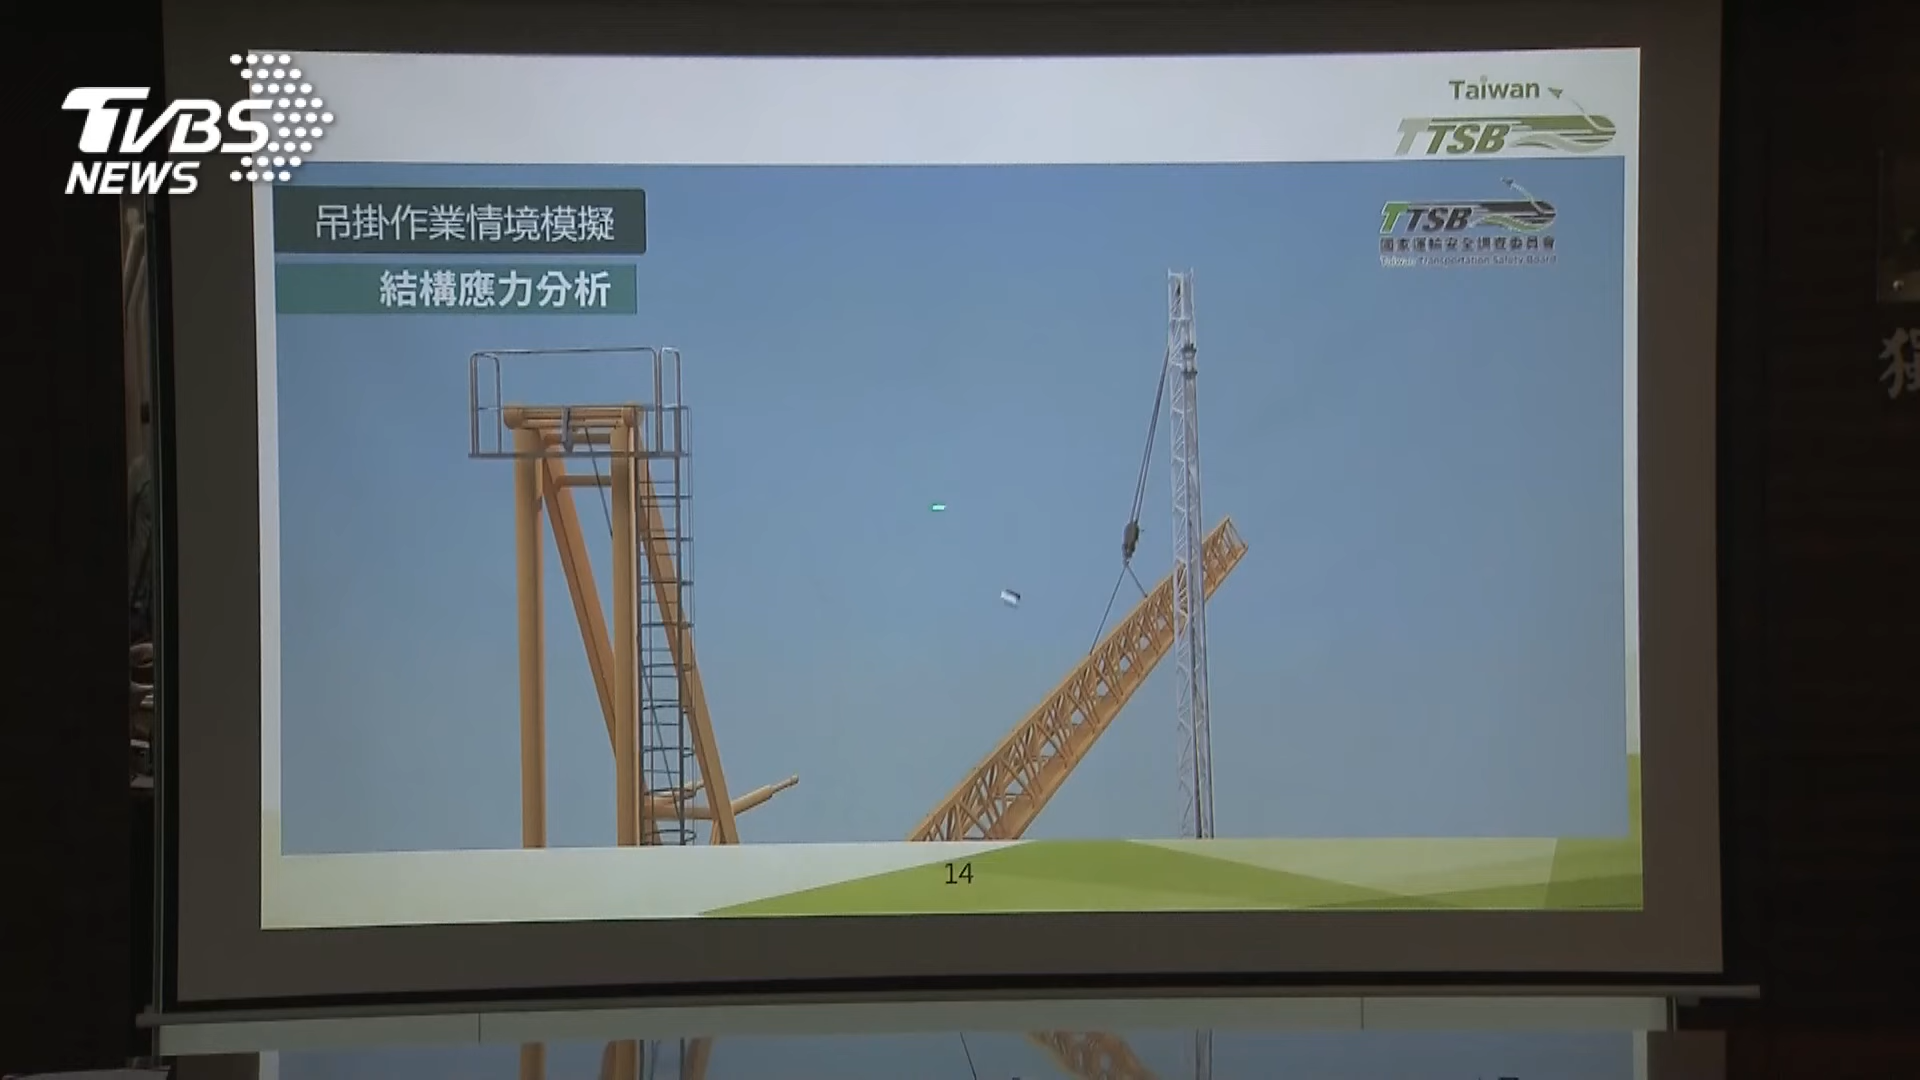 TVBS
NEWS
Taiwan
TTSB
吊掛作業情境模擬
結構應力分析
TTSB
國家運輸安全調查委員會
Taiwan Transportation Safety Board
14